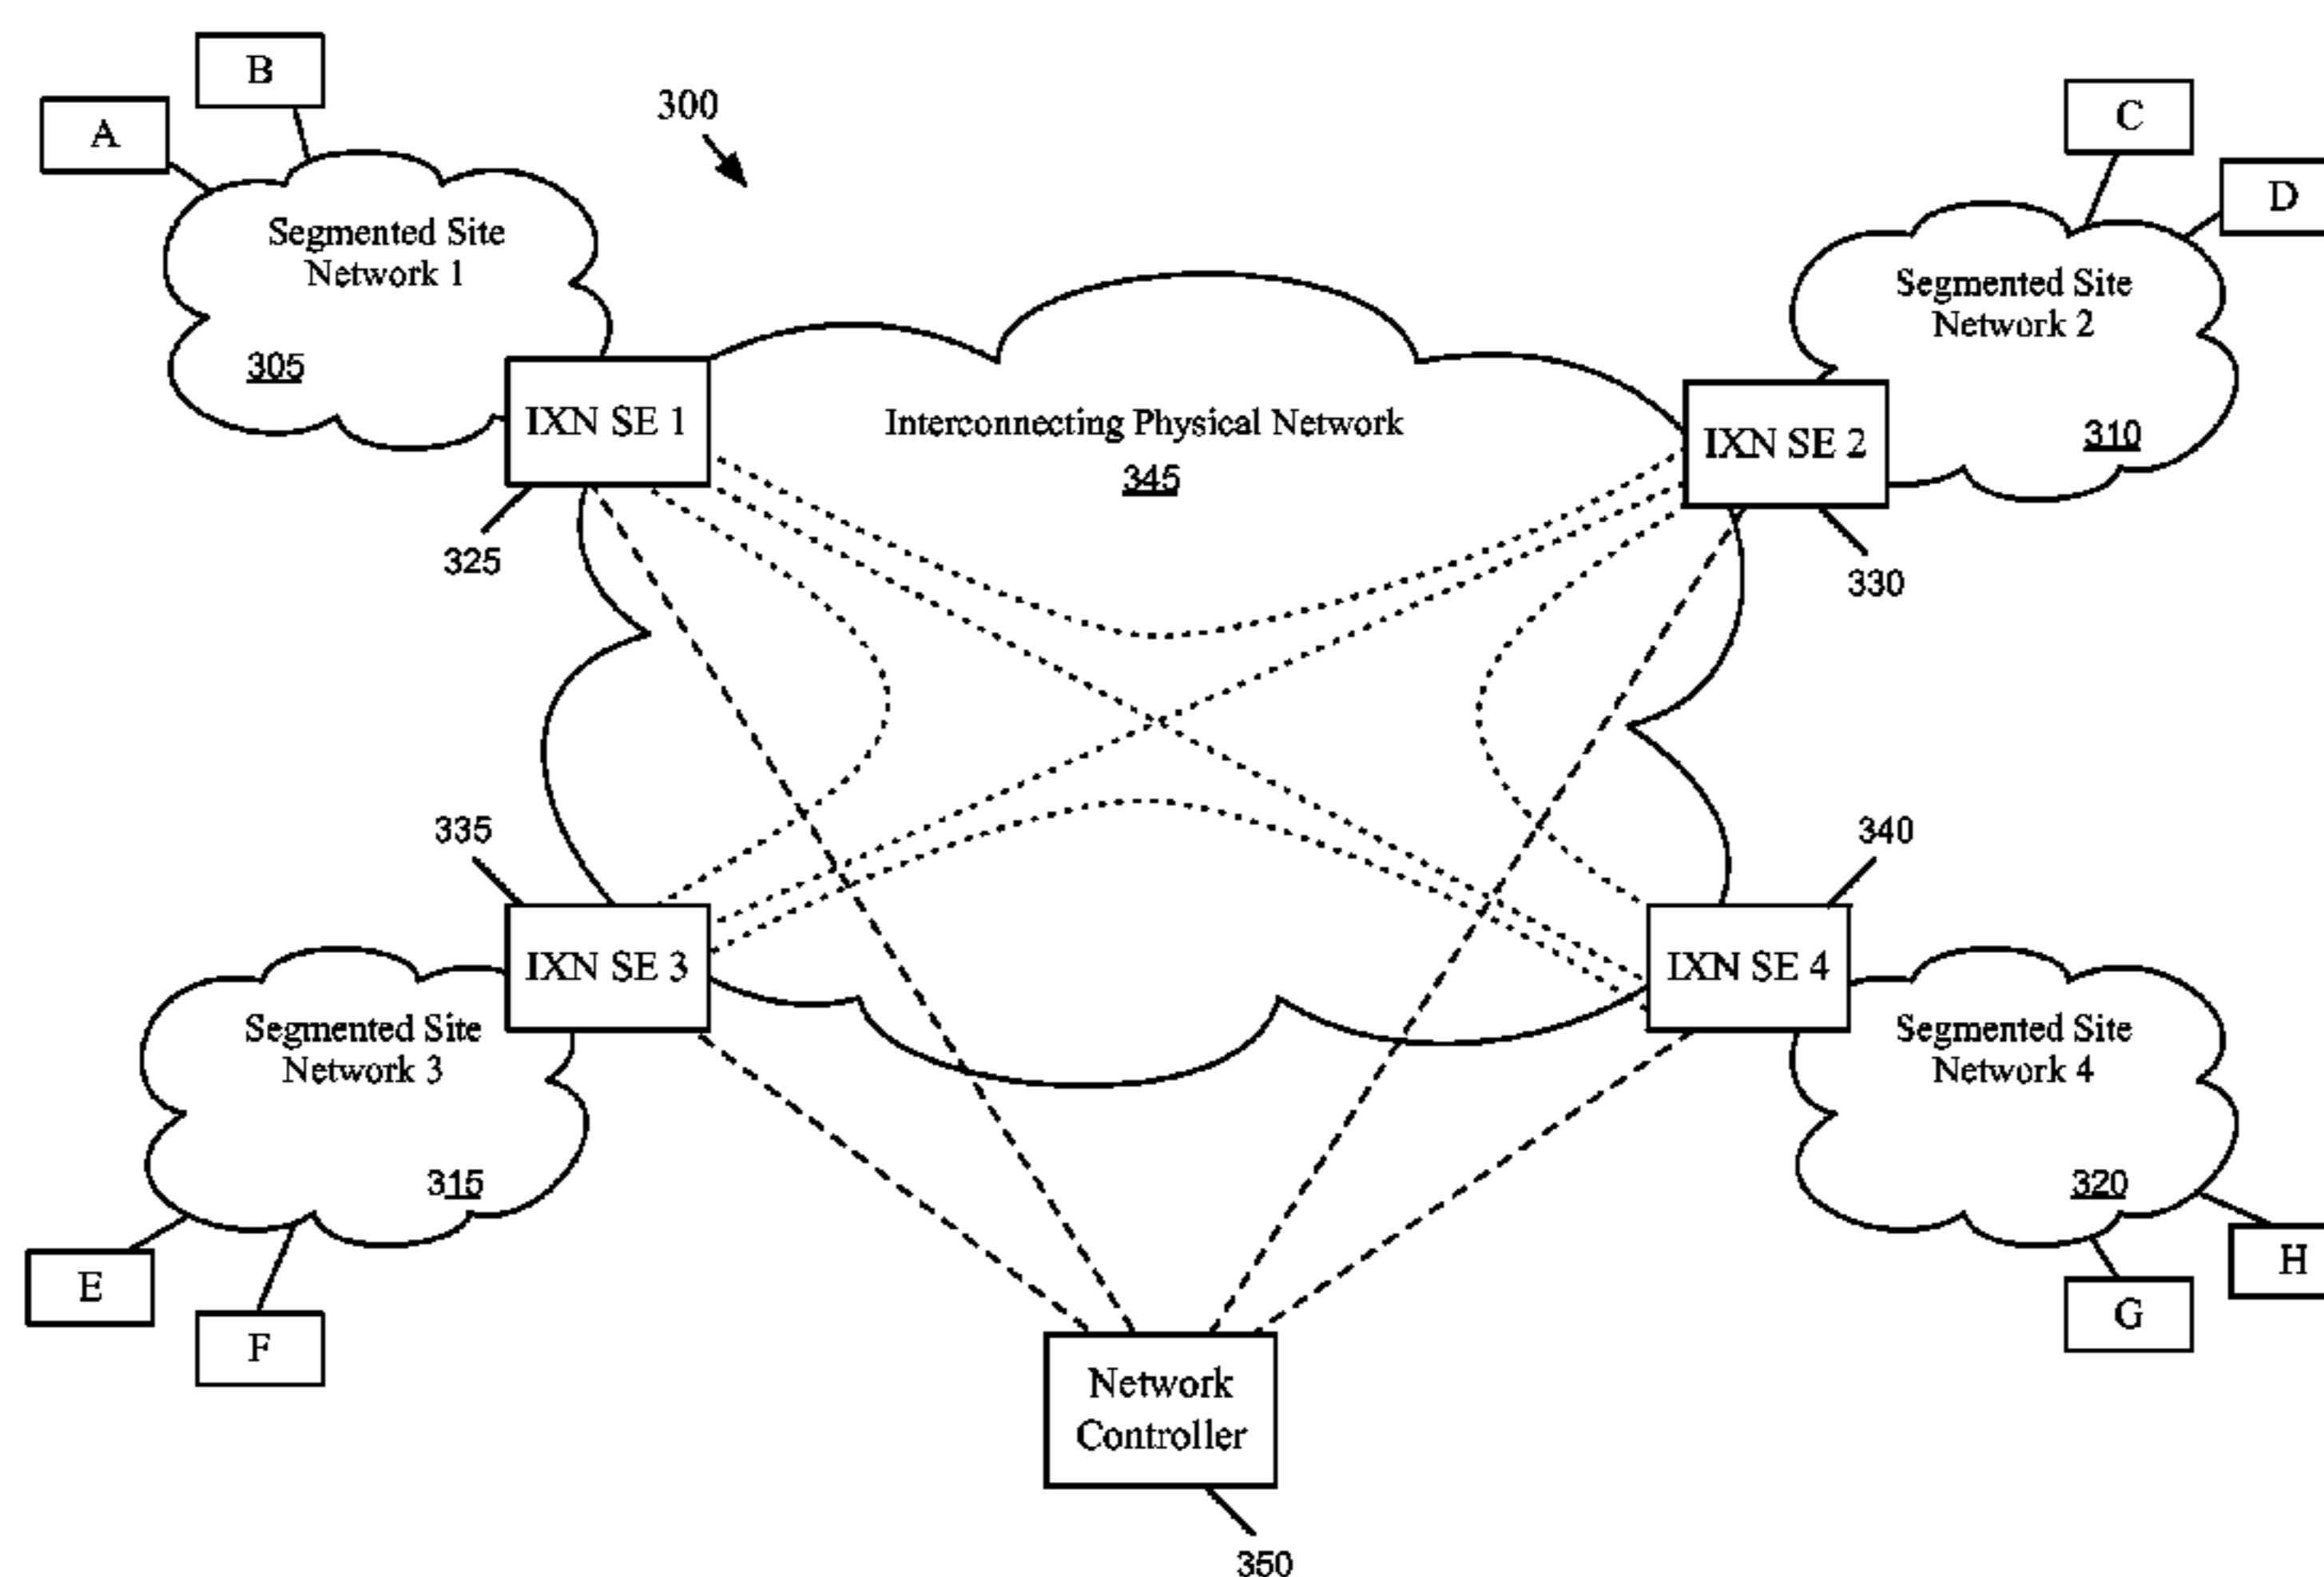 B
A
300
C
D
Segmented Site
Network 1
305
Segmented Site
Network 2
310
IXN SE 1
325
Interconnecting Physical Network
345
IXN SE 2
330
335
340
IXN SE 3
IXN SE 4
Segmented Site
Network 3
315
Segmented Site
Network 4
320
E
F
H
G
Network
Controller
350